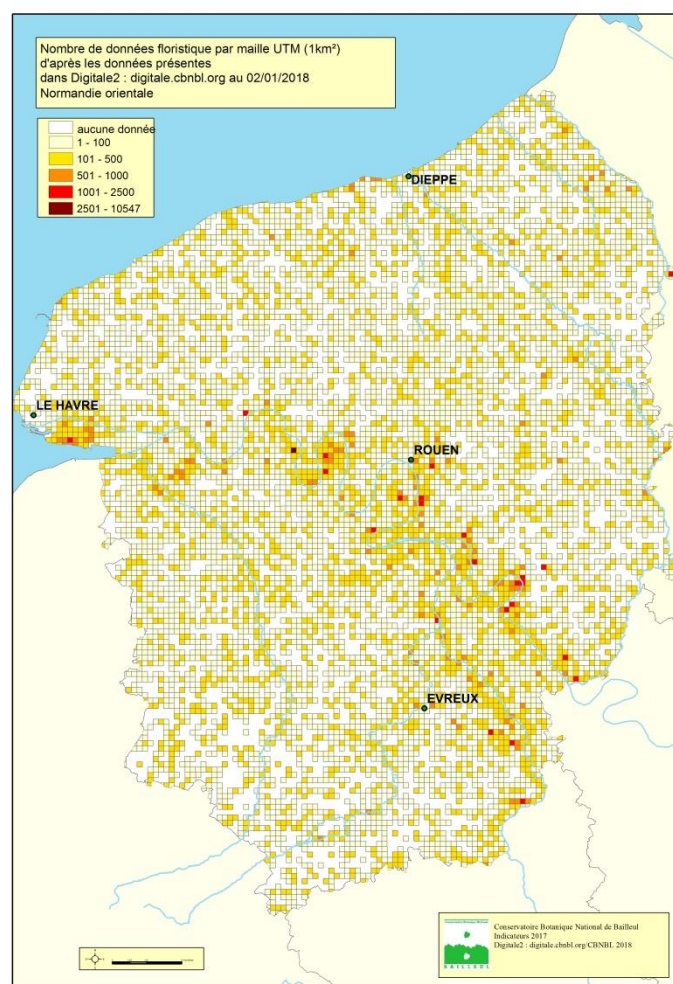 Nombre de données floristique par maille UTM (1km²)
d'après les données présentes
dans Digitale2 : digitale.cbnbl.org au 02/01/2018
Normandie orientale
aucune donnée
1 - 100
101 - 500
501 - 1000
1001 - 2500
2501 - 10547
DIEPPE
LE HAVRE
ROUEN
EVREUX
Conservatoire Botanique National de Bailleul
Indicateurs 2017
Digitale2 : digitale.cbnbl.org/CBNBL 2018
BAILLEUL